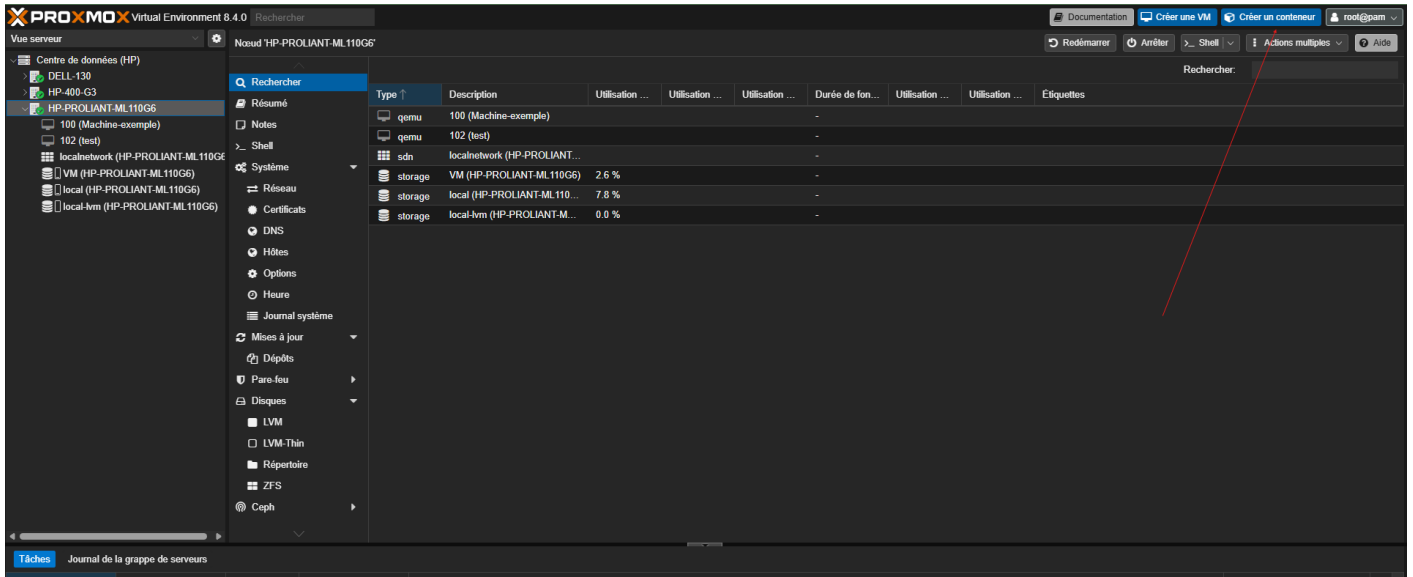 PROXMOX Virtual Environment 8.4.0 Rechercher Documentation Créer une VM Créer un conteneur root@pam
Vue serveur
Nœud 'HP-PROLIANT-ML110G6' Redémarrer Arrêter >_ Shell Actions multiples Aide
Centre de données (HP)
DELL-130
HP-400-G3
HP-PROLIANT-ML110G6
100 (Machine-exemple)
102 (test)
localnetwork (HP-PROLIANT-ML110G6
VM (HP-PROLIANT-ML110G6)
local (HP-PROLIANT-ML110G6)
local-lvm (HP-PROLIANT-ML110G6)
Rechercher
Résumé
Notes
>_ Shell
Système
Réseau
Certificats
DNS
Hôtes
Options
Heure
Journal système
Mises à jour
Dépôts
Pare-feu
Disques
LVM
LVM-Thin
Répertoire
ZFS
Ceph
Rechercher:
Type ↑ Description Utilisation ... Utilisation ... Utilisation ... Durée de fon... Utilisation ... Utilisation ... Étiquettes
qemu 100 (Machine-exemple) -
qemu 102 (test) -
sdn localnetwork (HP-PROLIANT... -
storage VM (HP-PROLIANT-ML110G6) 2.6 % -
storage local (HP-PROLIANT-ML110... 7.8 % -
storage local-lvm (HP-PROLIANT-M... 0.0 % -
Tâches Journal de la grappe de serveurs